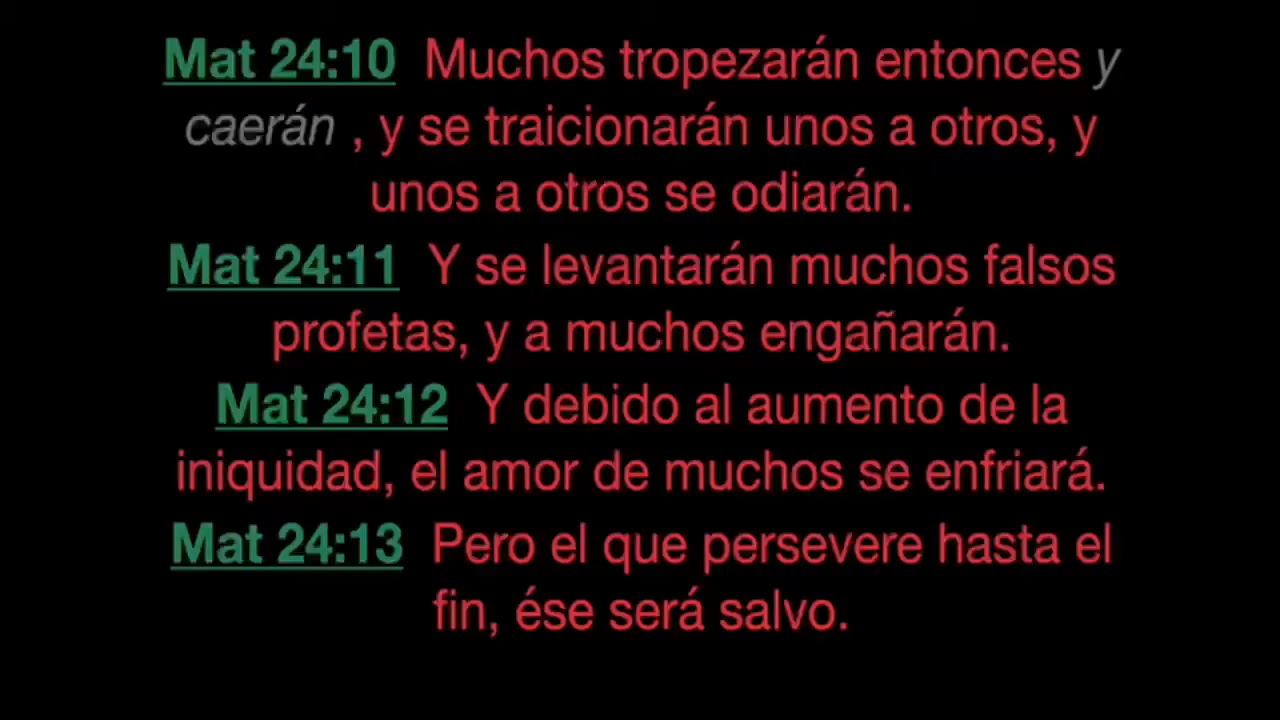 Mat 24:10 Muchos tropezarán entonces y
caerán , y se traicionarán unos a otros, y
unos a otros se odiarán.
Mat 24:11 Y se levantarán muchos falsos
profetas, y a muchos engañarán.
Mat 24:12 Y debido al aumento de la
iniquidad, el amor de muchos se enfriará.
Mat 24:13 Pero el que persevere hasta el
fin, ése será salvo.